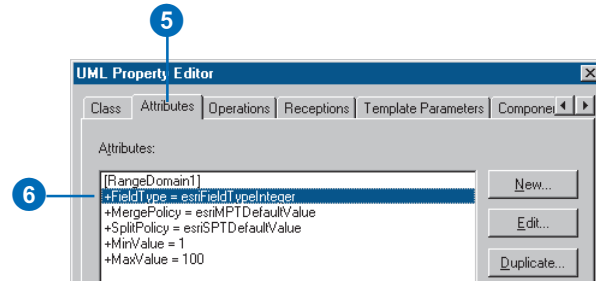 5
UML Property Editor
Class Attributes Operations Receptions Template Parameters
Attributes:
[RangeDomain1]
6
+FieldType = esriFieldTypeInteger
+MergePolicy = esriMPTDefaultValue
+SplitPolicy = esriSPTDefaultValue
+MinValue = 1
+MaxValue = 100
New...
Edit...
Duplicate...